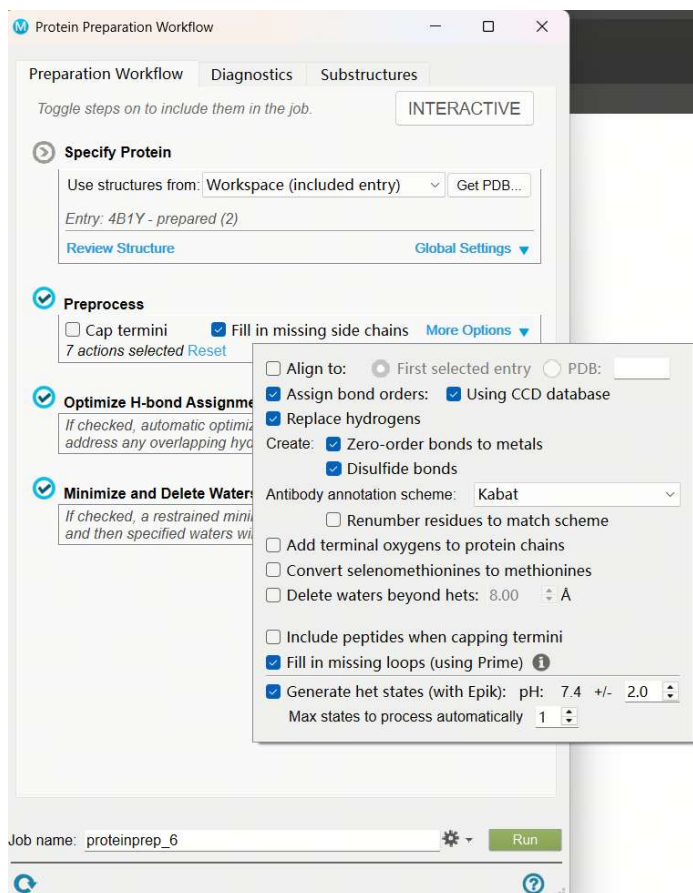 Protein Preparation Workflow
Preparation Workflow Diagnostics Substructures
Toggle steps on to include them in the job. INTERACTIVE
Specify Protein
Use structures from: Workspace (included entry) Get PDB...
Entry: 4B1Y - prepared (2)
Review Structure Global Settings
Preprocess
Cap termini Fill in missing side chains More Options
7 actions selected Reset
Align to: First selected entry PDB:
Assign bond orders: Using CCD database
Replace hydrogens
Create: Zero-order bonds to metals
Disulfide bonds
Antibody annotation scheme: Kabat
Renumber residues to match scheme
Add terminal oxygens to protein chains
Convert selenomethionines to methionines
Delete waters beyond hets: 8.00 Å
Include peptides when capping termini
Fill in missing loops (using Prime)
Generate het states (with Epik): pH: 7.4 +/- 2.0
Max states to process automatically 1
Optimize H-bond Assignme
If checked, automatic optimiz
address any overlapping hyd
Minimize and Delete Waters
If checked, a restrained mini
and then specified waters wi
Job name: proteinprep_6 Run